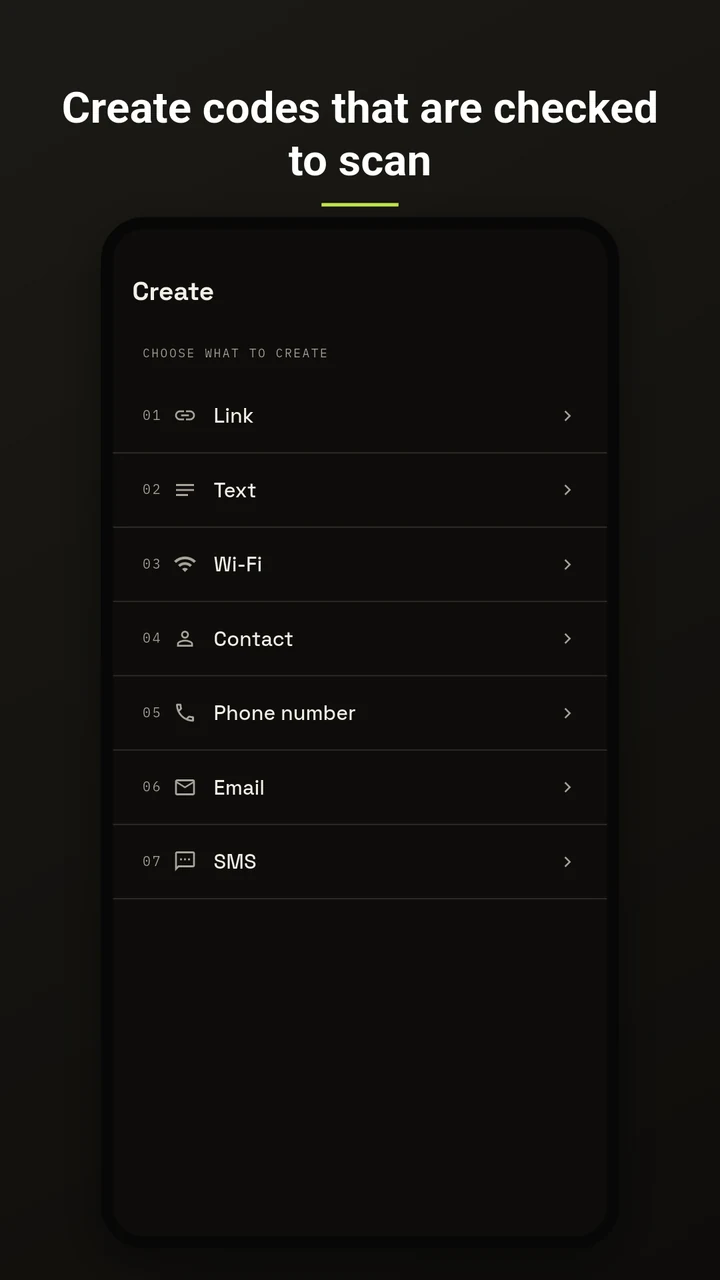 Create codes that are checked
to scan
Create
CHOOSE WHAT TO CREATE
01 Link
02 Text
03 Wi-Fi
04 Contact
05 Phone number
06 Email
07 SMS